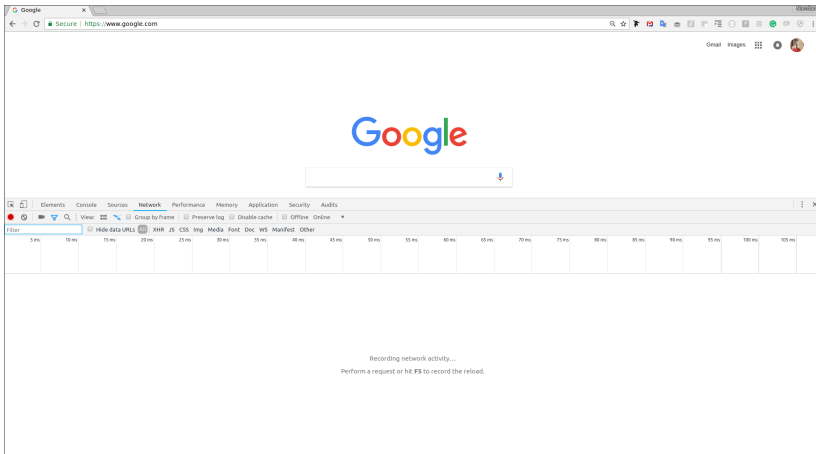 G Google
Secure https://www.google.com
Gmail Images
Google
Elements Console Sources Network Performance Memory Application Security Audits
View: Group by frame Preserve log Disable cache Offline Online
Filter Hide data URLs All XHR JS CSS Img Media Font Doc WS Manifest Other
5 ms 10 ms 15 ms 20 ms 25 ms 30 ms 35 ms 40 ms 45 ms 50 ms 55 ms 60 ms 65 ms 70 ms 75 ms 80 ms 85 ms 90 ms 95 ms 100 ms 105 ms
Recording network activity...
Perform a request or hit F5 to record the reload.